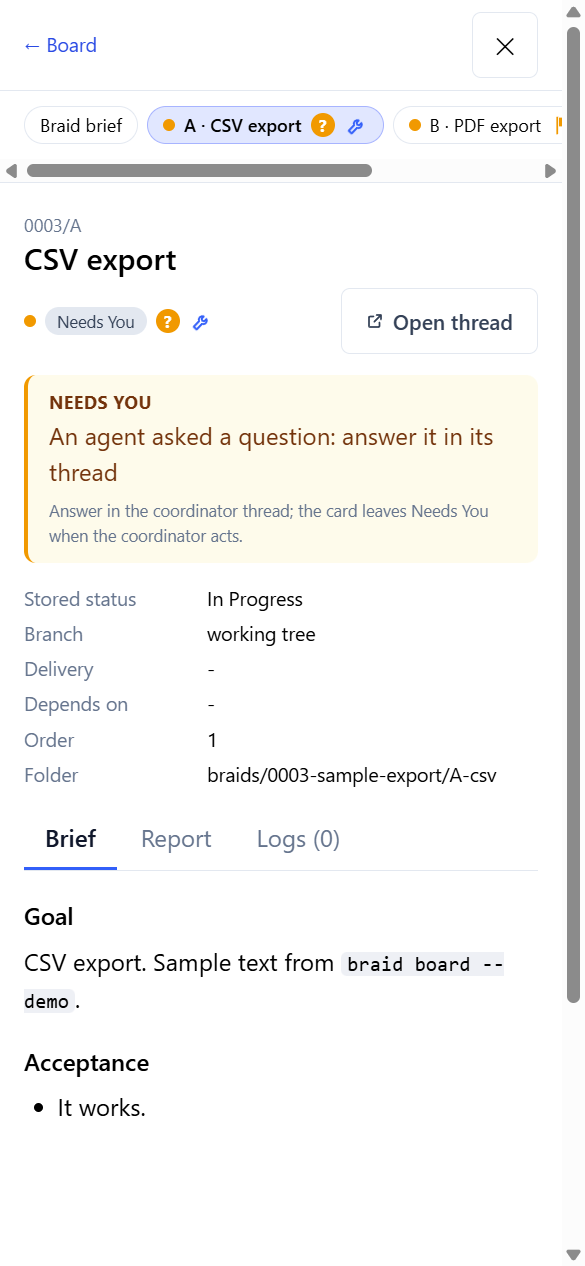 ← Board
Braid brief
A · CSV export ?
B · PDF export
0003/A
CSV export
Needs You ?
Open thread
NEEDS YOU
An agent asked a question: answer it in its
thread
Answer in the coordinator thread; the card leaves Needs You
when the coordinator acts.
Stored status In Progress
Branch working tree
Delivery -
Depends on -
Order 1
Folder braids/0003-sample-export/A-csv
Brief Report Logs (0)
Goal
CSV export. Sample text from braid board --
demo.
Acceptance
• It works.